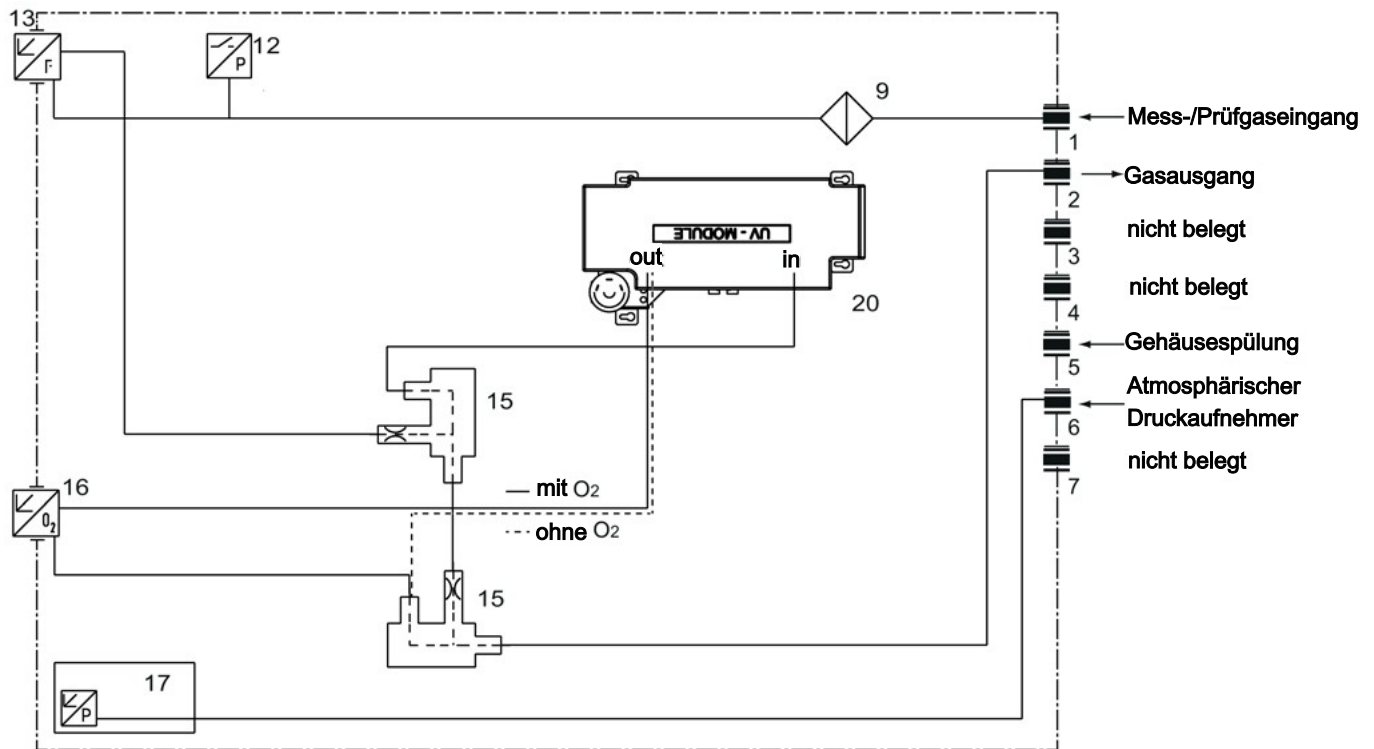 13
F
P
12
9
1
Mess-/Prüfgaseingang
2
Gasausgang
3
nicht belegt
4
nicht belegt
5
Gehäusespülung
6
Atmosphärischer
Druckaufnehmer
7
nicht belegt
UV - MODULE
out
in
20
15
16
O2
mit O2
ohne O2
15
17
P